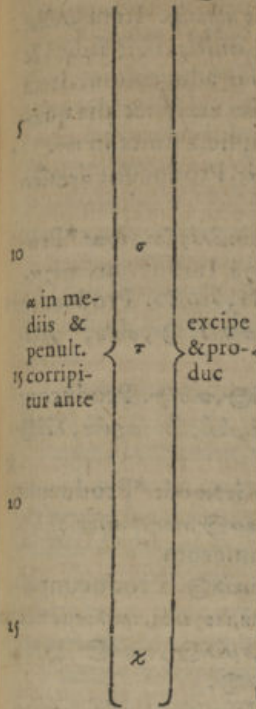 5
10
σ
α in me-
diis &
penult.
15 corripi-
tur ante
τ
excipe
& pro-
duc
10
15
χ